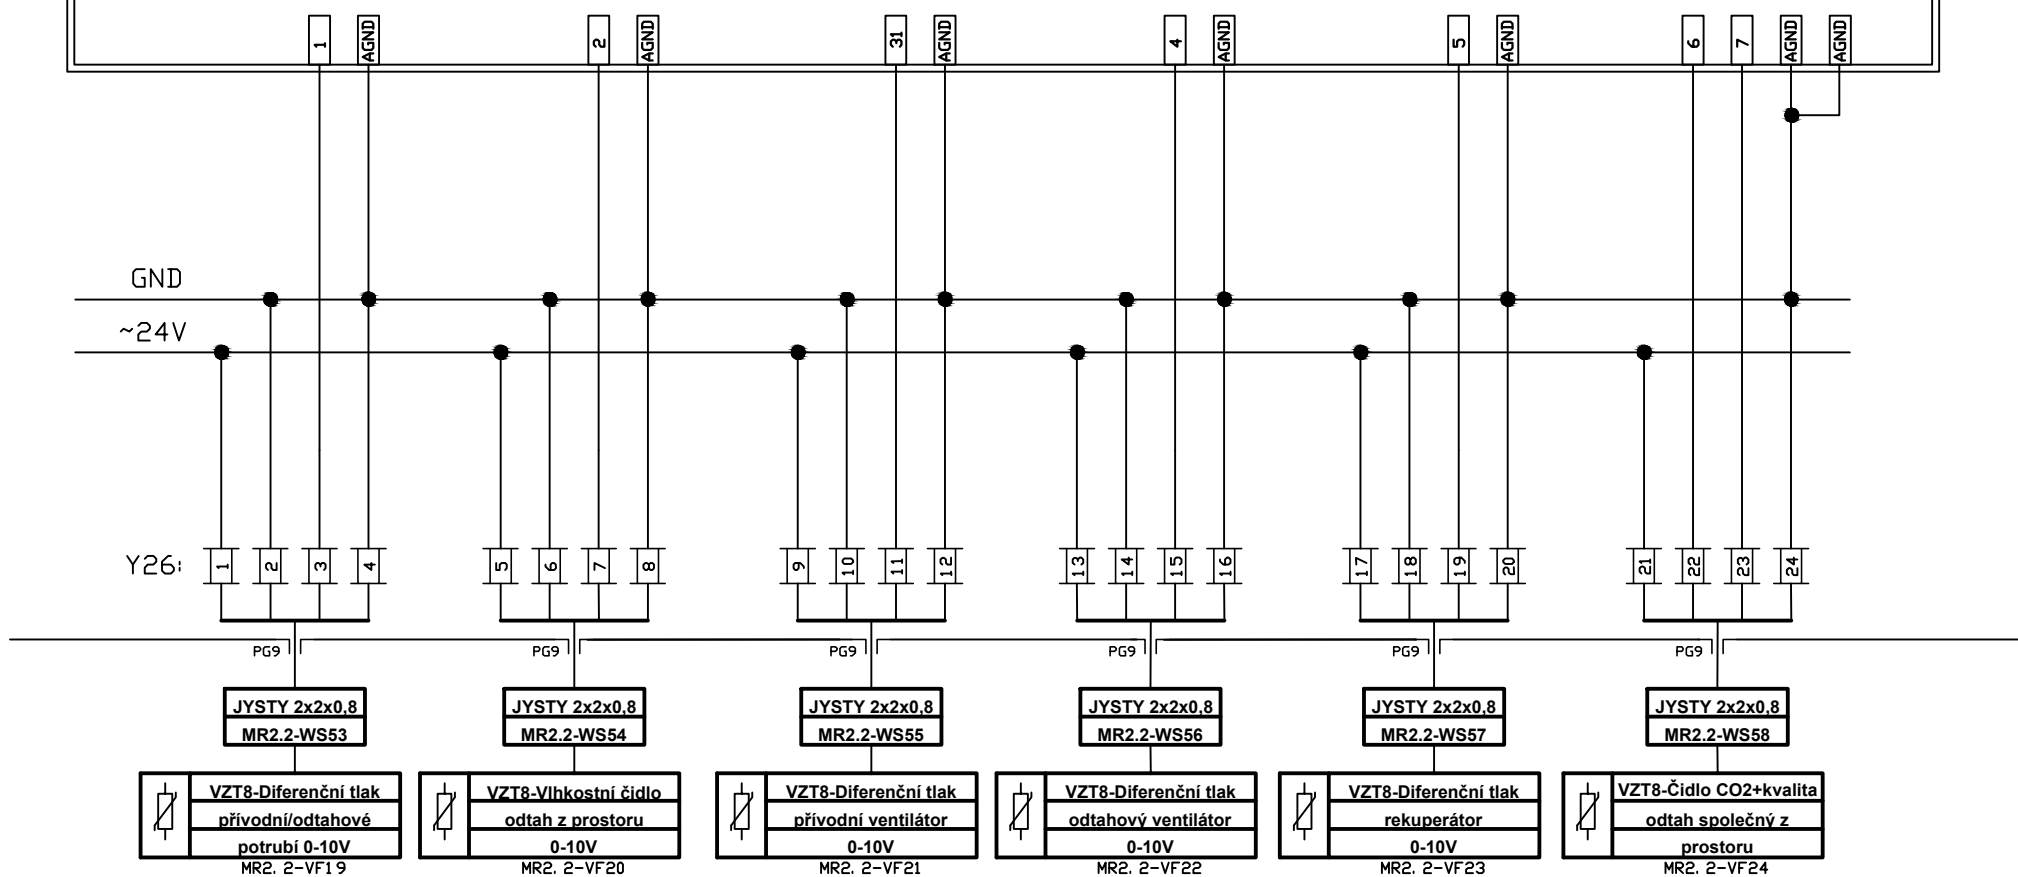 1 AGND 2 AGND 31 AGND 4 AGND 5 AGND 6 7 AGND AGND
GND
~24V
Y26: 1 2 3 4 5 6 7 8 9 10 11 12 13 14 15 16 17 18 19 20 21 22 23 24
PG9 PG9 PG9 PG9 PG9 PG9
JYSTY 2x2x0,8 JYSTY 2x2x0,8 JYSTY 2x2x0,8 JYSTY 2x2x0,8 JYSTY 2x2x0,8 JYSTY 2x2x0,8
MR2.2-WS53 MR2.2-WS54 MR2.2-WS55 MR2.2-WS56 MR2.2-WS57 MR2.2-WS58
VZT8-Diferenční tlak
přívodní/odtahové
potrubí 0-10V
MR2. 2-VF19
VZT8-Vlhkostní čidlo
odtah z prostoru
0-10V
MR2. 2-VF20
VZT8-Diferenční tlak
přívodní ventilátor
0-10V
MR2. 2-VF21
VZT8-Diferenční tlak
odtahový ventilátor
0-10V
MR2. 2-VF22
VZT8-Diferenční tlak
rekuperátor
0-10V
MR2. 2-VF23
VZT8-Čidlo CO2+kvalita
odtah společný z
prostoru
MR2. 2-VF24